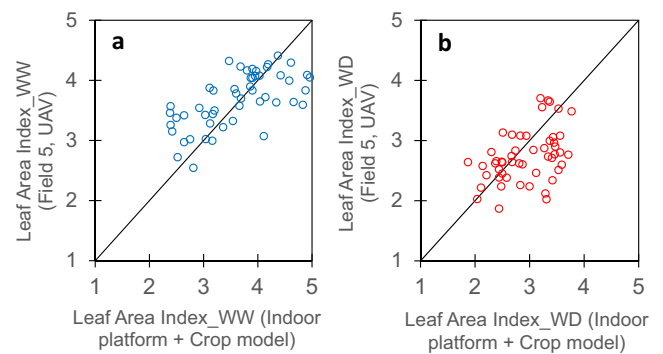 a
5
4
3
2
1
1 2 3 4 5
Leaf Area Index_WW
(Field 5, UAV)
Leaf Area Index_WW (Indoor
platform + Crop model)
b
5
4
3
2
1
1 2 3 4 5
Leaf Area Index_WD
(Field 5, UAV)
Leaf Area Index_WD (Indoor
platform + Crop model)